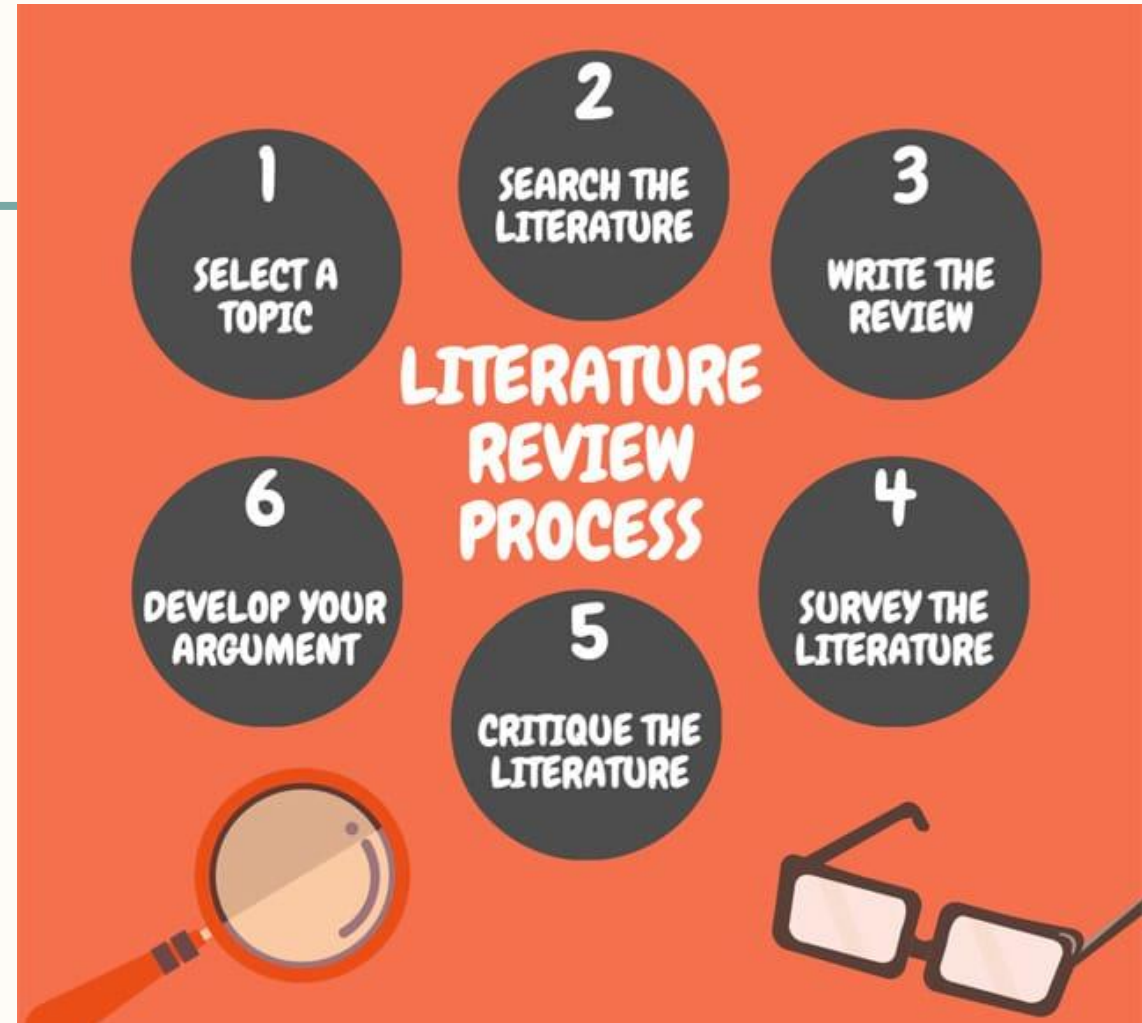 1
SELECT A
TOPIC
2
SEARCH THE
LITERATURE
3
WRITE THE
REVIEW
LITERATURE
REVIEW
PROCESS
4
SURVEY THE
LITERATURE
5
CRITIQUE THE
LITERATURE
6
DEVELOP YOUR
ARGUMENT